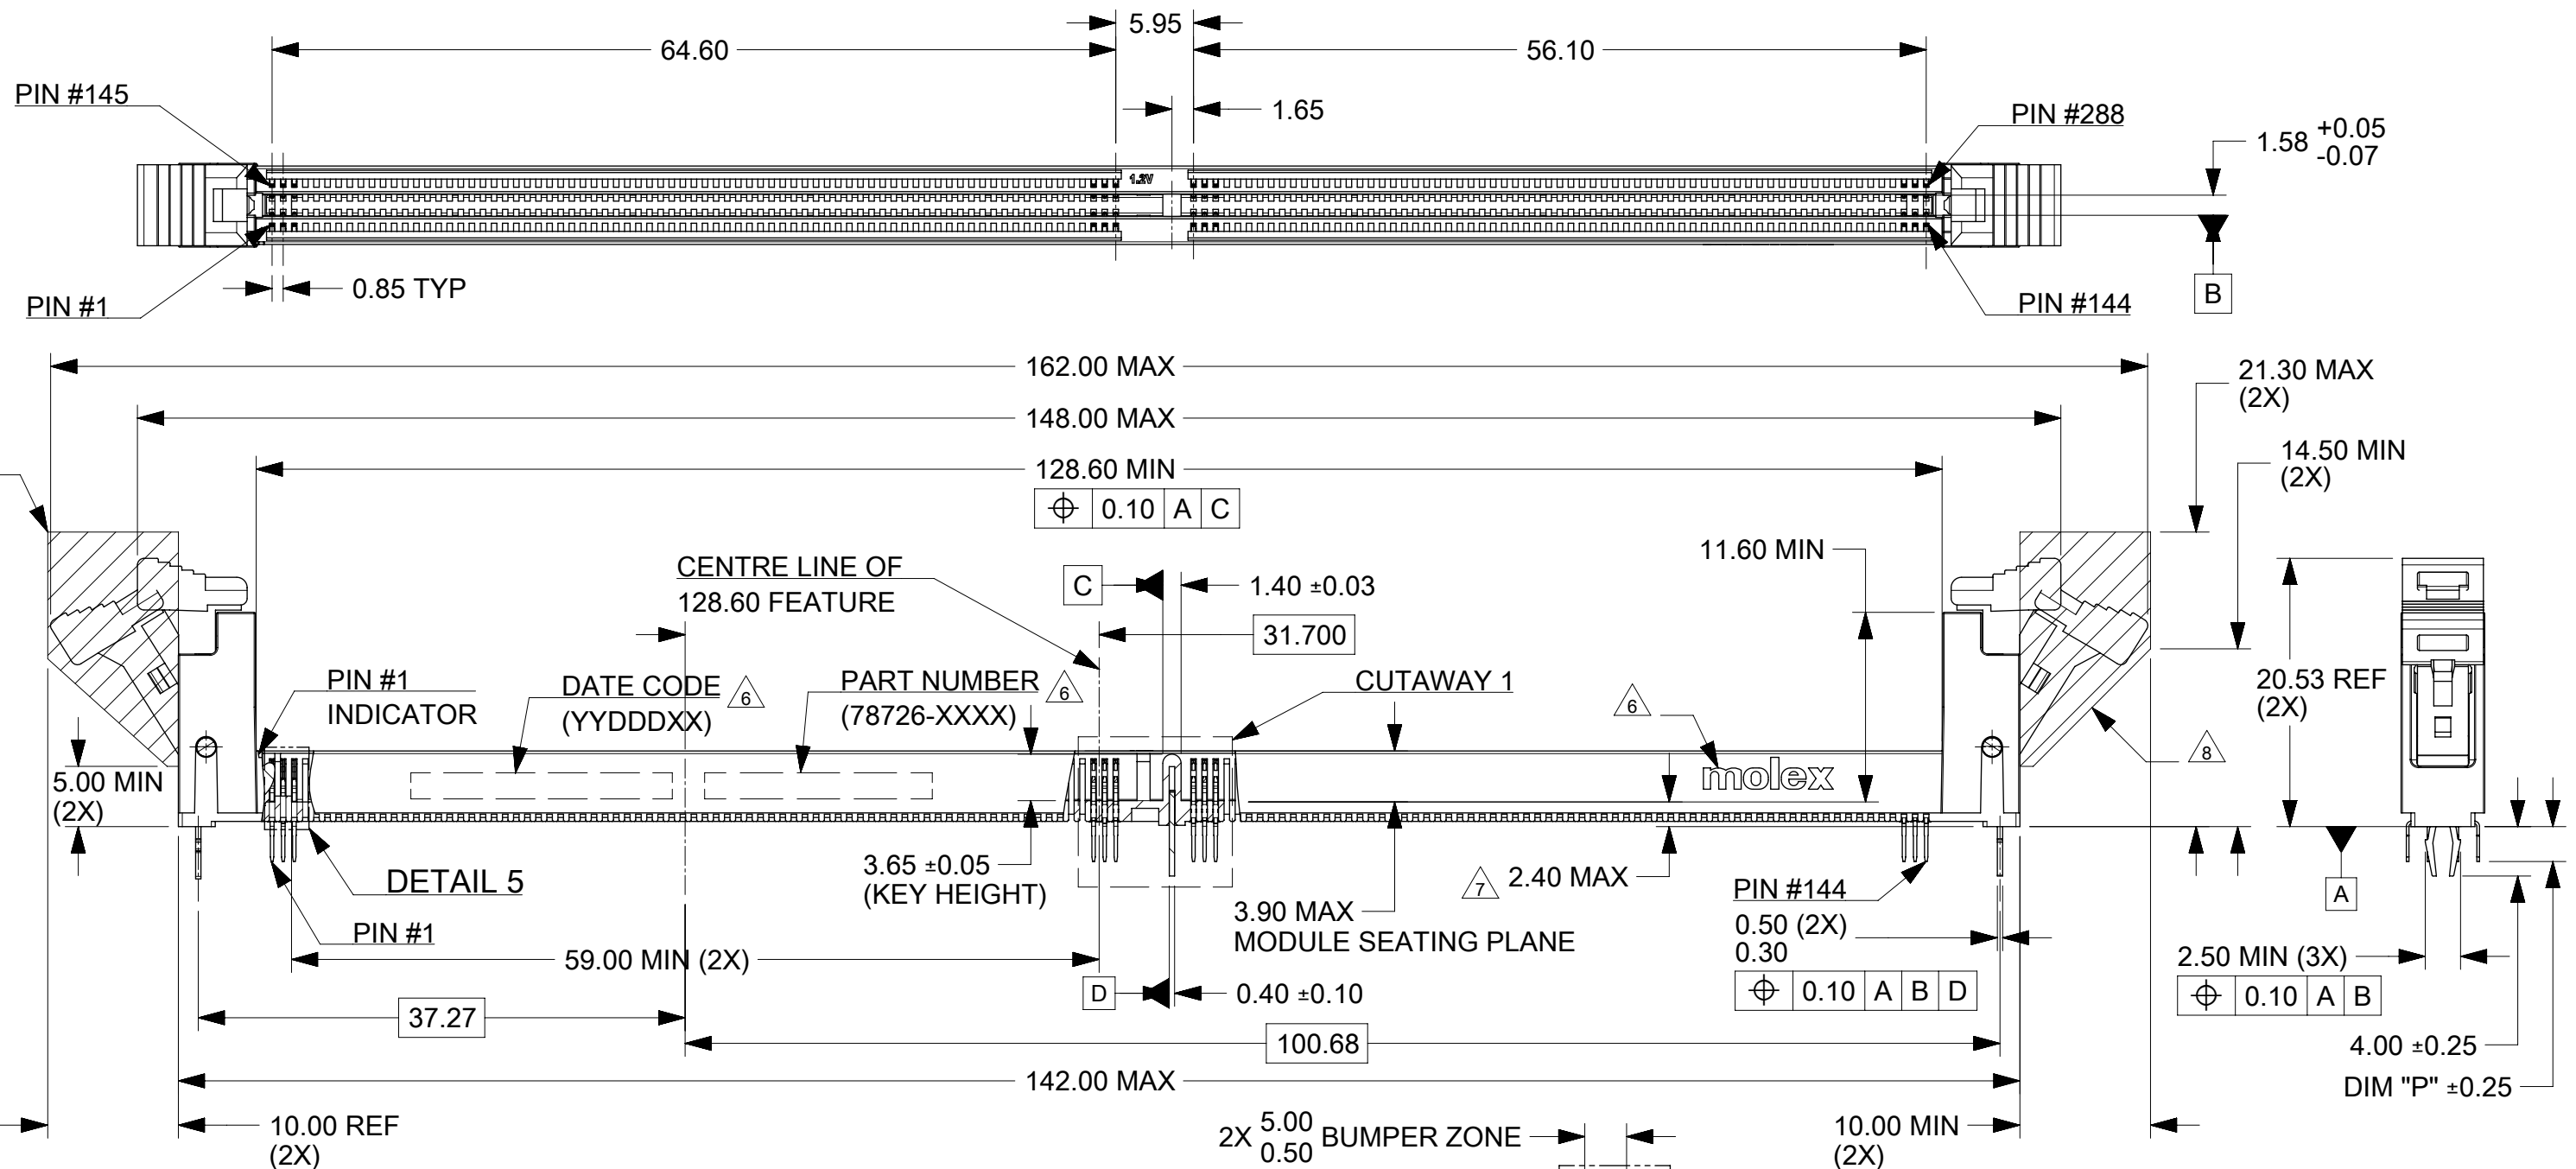 5.95
64.60
56.10
PIN #145
1.65
PIN #288
1.58 +0.05
-0.07
1.2V
0.85 TYP
PIN #1
PIN #144
B
162.00 MAX
21.30 MAX
(2X)
148.00 MAX
14.50 MIN
(2X)
128.60 MIN
⌖ 0.10 A C
11.60 MIN
CENTRE LINE OF
128.60 FEATURE
C
1.40 ±0.03
31.700
PIN #1
INDICATOR
DATE CODE
(YYDDDXX)
6
PART NUMBER
(78726-XXXX)
6
CUTAWAY 1
6
20.53 REF
(2X)
8
molex
5.00 MIN
(2X)
DETAIL 5
3.65 ±0.05
(KEY HEIGHT)
7
2.40 MAX
PIN #144
A
PIN #1
3.90 MAX
MODULE SEATING PLANE
0.50 (2X)
0.30
59.00 MIN (2X)
2.50 MIN (3X)
D
0.40 ±0.10
⌖ 0.10 A B D
⌖ 0.10 A B
37.27
100.68
4.00 ±0.25
142.00 MAX
DIM "P" ±0.25
10.00 REF
(2X)
2X 5.00
0.50 BUMPER ZONE
10.00 MIN
(2X)